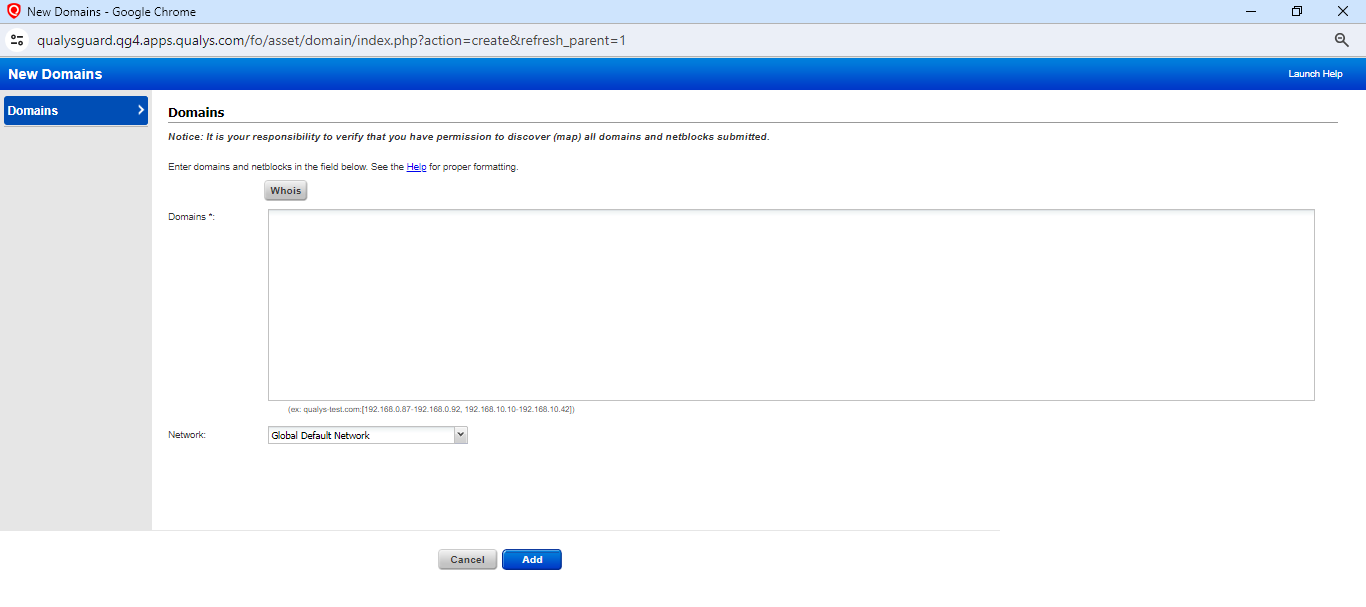 New Domains - Google Chrome
qualysguard.qg4.apps.qualys.com/fo/asset/domain/index.php?action=create&refresh_parent=1
New Domains
Launch Help
Domains
Domains
Notice: It is your responsibility to verify that you have permission to discover (map) all domains and netblocks submitted.
Enter domains and netblocks in the field below. See the Help for proper formatting.
Whois
Domains *:
(ex: qualys-test.com:[192.168.0.87-192.168.0.92, 192.168.10.10-192.168.10.42])
Network:
Global Default Network
Cancel
Add